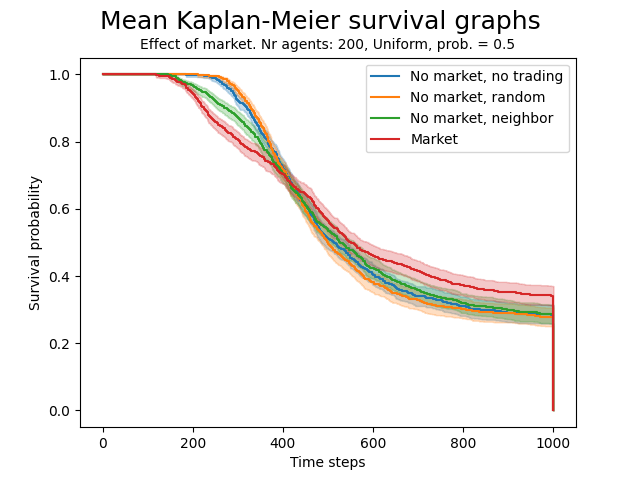 Mean Kaplan-Meier survival graphs
Effect of market. Nr agents: 200, Uniform, prob. = 0.5
No market, no trading
No market, random
No market, neighbor
Market
Survival probability
1.0
0.8
0.6
0.4
0.2
0.0
0 200 400 600 800 1000
Time steps